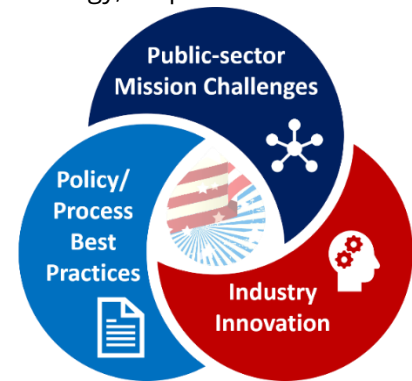 Public-sector
Mission Challenges
Policy/
Process
Best
Practices
Industry
Innovation